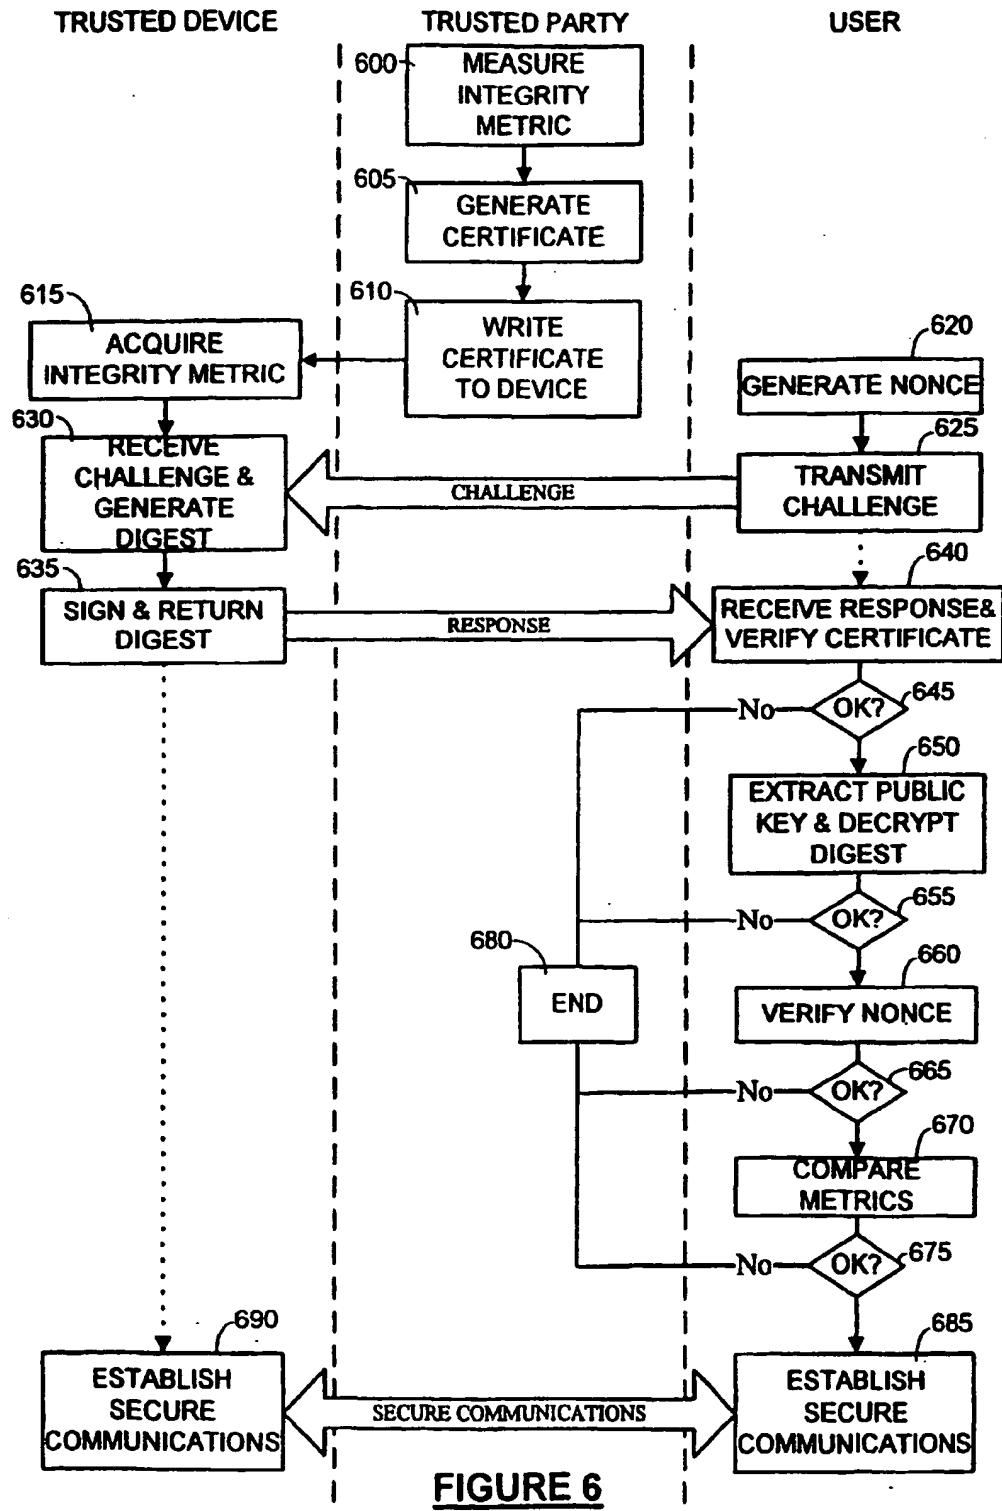 TRUSTED DEVICE
TRUSTED PARTY
USER
600
MEASURE
INTEGRITY
METRIC
605
GENERATE
CERTIFICATE
610
WRITE
CERTIFICATE
TO DEVICE
615
ACQUIRE
INTEGRITY METRIC
620
GENERATE NONCE
625
TRANSMIT
CHALLENGE
630
RECEIVE
CHALLENGE &
GENERATE
DIGEST
CHALLENGE
635
SIGN & RETURN
DIGEST
RESPONSE
640
RECEIVE RESPONSE&
VERIFY CERTIFICATE
645
OK?
No
650
EXTRACT PUBLIC
KEY & DECRYPT
DIGEST
655
OK?
No
680
END
660
VERIFY NONCE
665
OK?
No
670
COMPARE
METRICS
675
OK?
No
690
ESTABLISH
SECURE
COMMUNICATIONS
SECURE COMMUNICATIONS
685
ESTABLISH
SECURE
COMMUNICATIONS
FIGURE 6